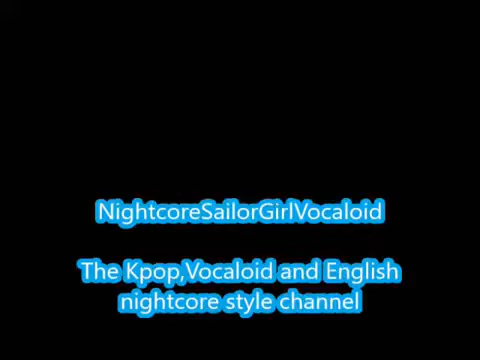 NightcoreSailorGirlVocaloid
The Kpop,Vocaloid and English
nightcore style channel